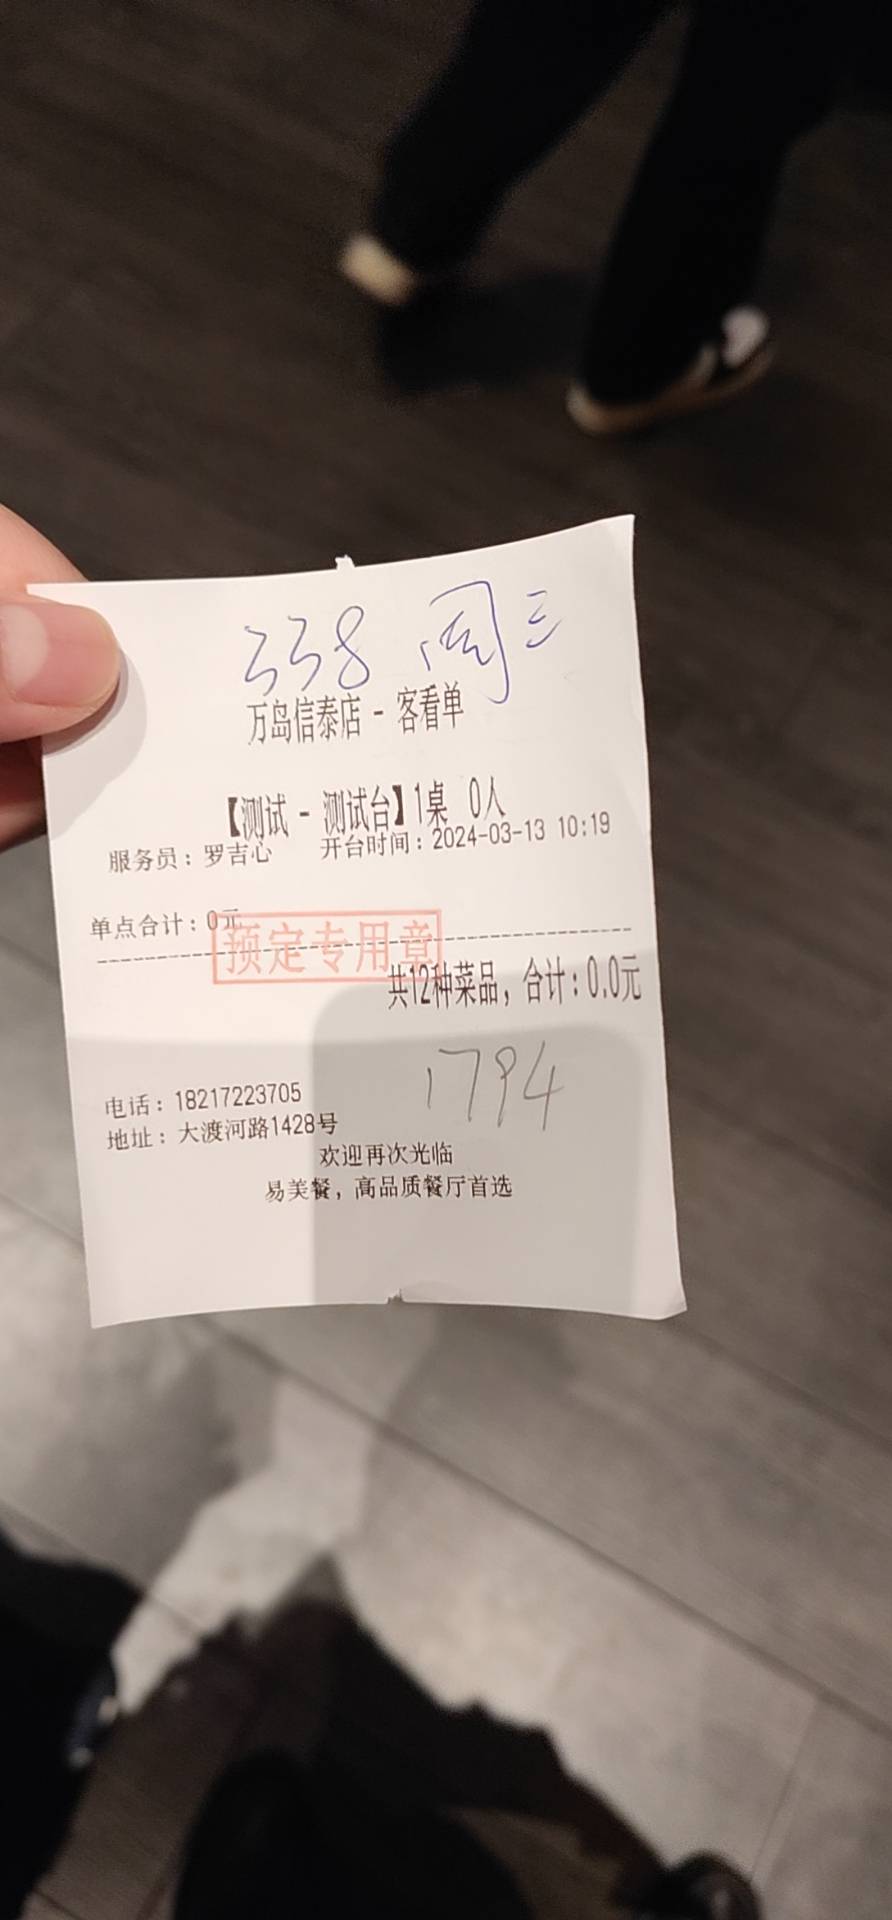 338 周三
万岛信泰店 - 客看单
【测试 - 测试台】1桌 0人
服务员：罗吉心 开台时间：2024-03-13 10:19
单点合计：0元
预定专用章
共12种菜品，合计：0.0元
1794
电话：18217223705
地址：大渡河路1428号
欢迎再次光临
易美餐，高品质餐厅首选